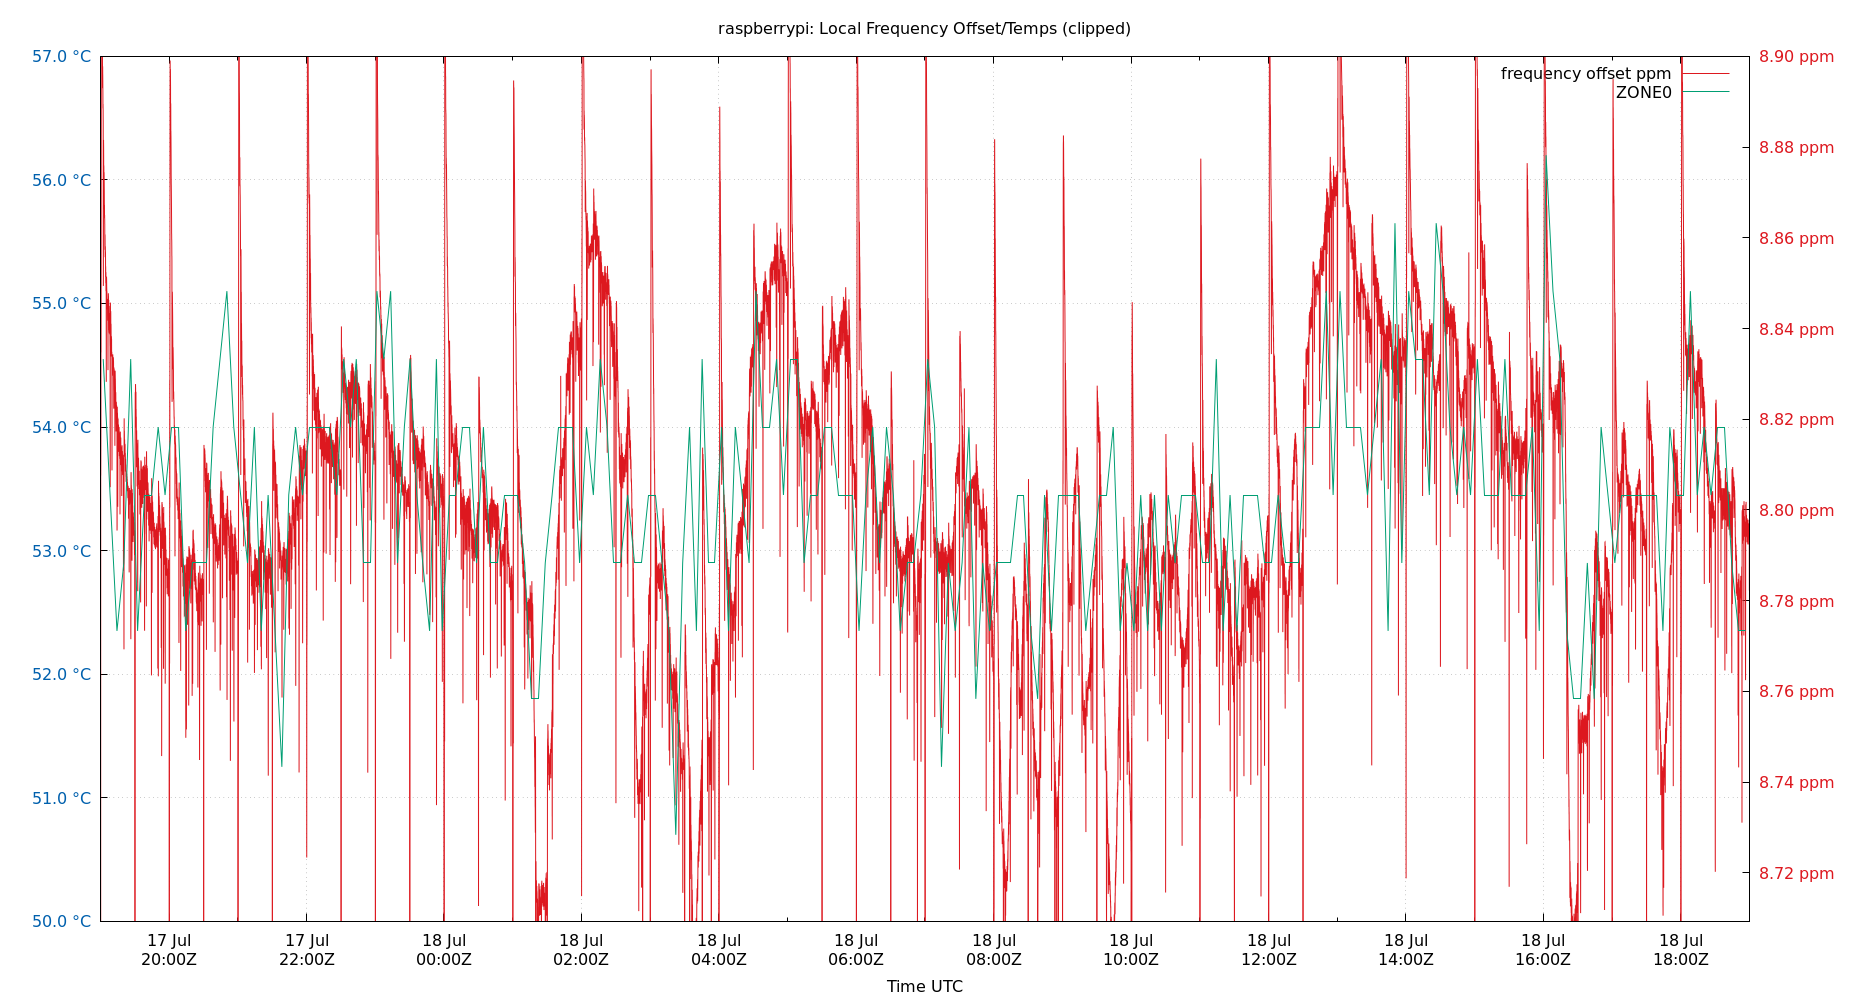 raspberrypi: Local Frequency Offset/Temps (clipped)
57.0 °C
56.0 °C
55.0 °C
54.0 °C
53.0 °C
52.0 °C
51.0 °C
50.0 °C
8.90 ppm
8.88 ppm
8.86 ppm
8.84 ppm
8.82 ppm
8.80 ppm
8.78 ppm
8.76 ppm
8.74 ppm
8.72 ppm
frequency offset ppm
ZONE0
17 Jul
20:00Z
17 Jul
22:00Z
18 Jul
00:00Z
18 Jul
02:00Z
18 Jul
04:00Z
18 Jul
06:00Z
18 Jul
08:00Z
18 Jul
10:00Z
18 Jul
12:00Z
18 Jul
14:00Z
18 Jul
16:00Z
18 Jul
18:00Z
Time UTC